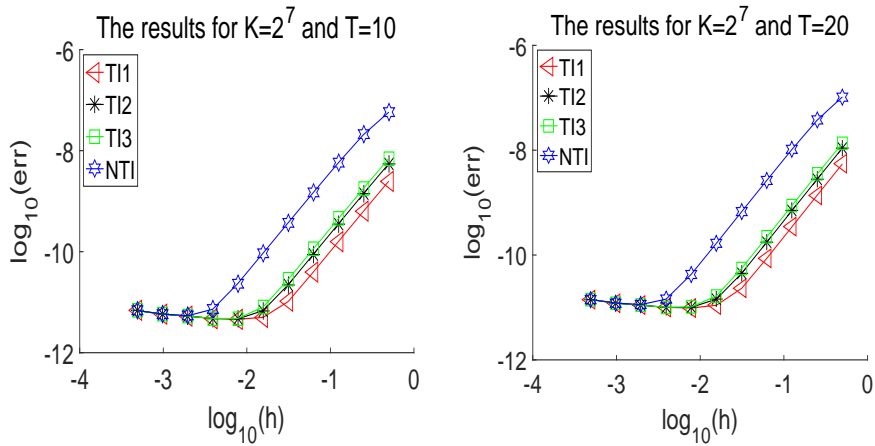 The results for K=2^7 and T=10
-6
-8
-10
-12
log10(err)
TI1
TI2
TI3
NTI
-4
-3
-2
-1
0
log10(h)
The results for K=2^7 and T=20
-6
-8
-10
-12
log10(err)
TI1
TI2
TI3
NTI
-4
-3
-2
-1
0
log10(h)